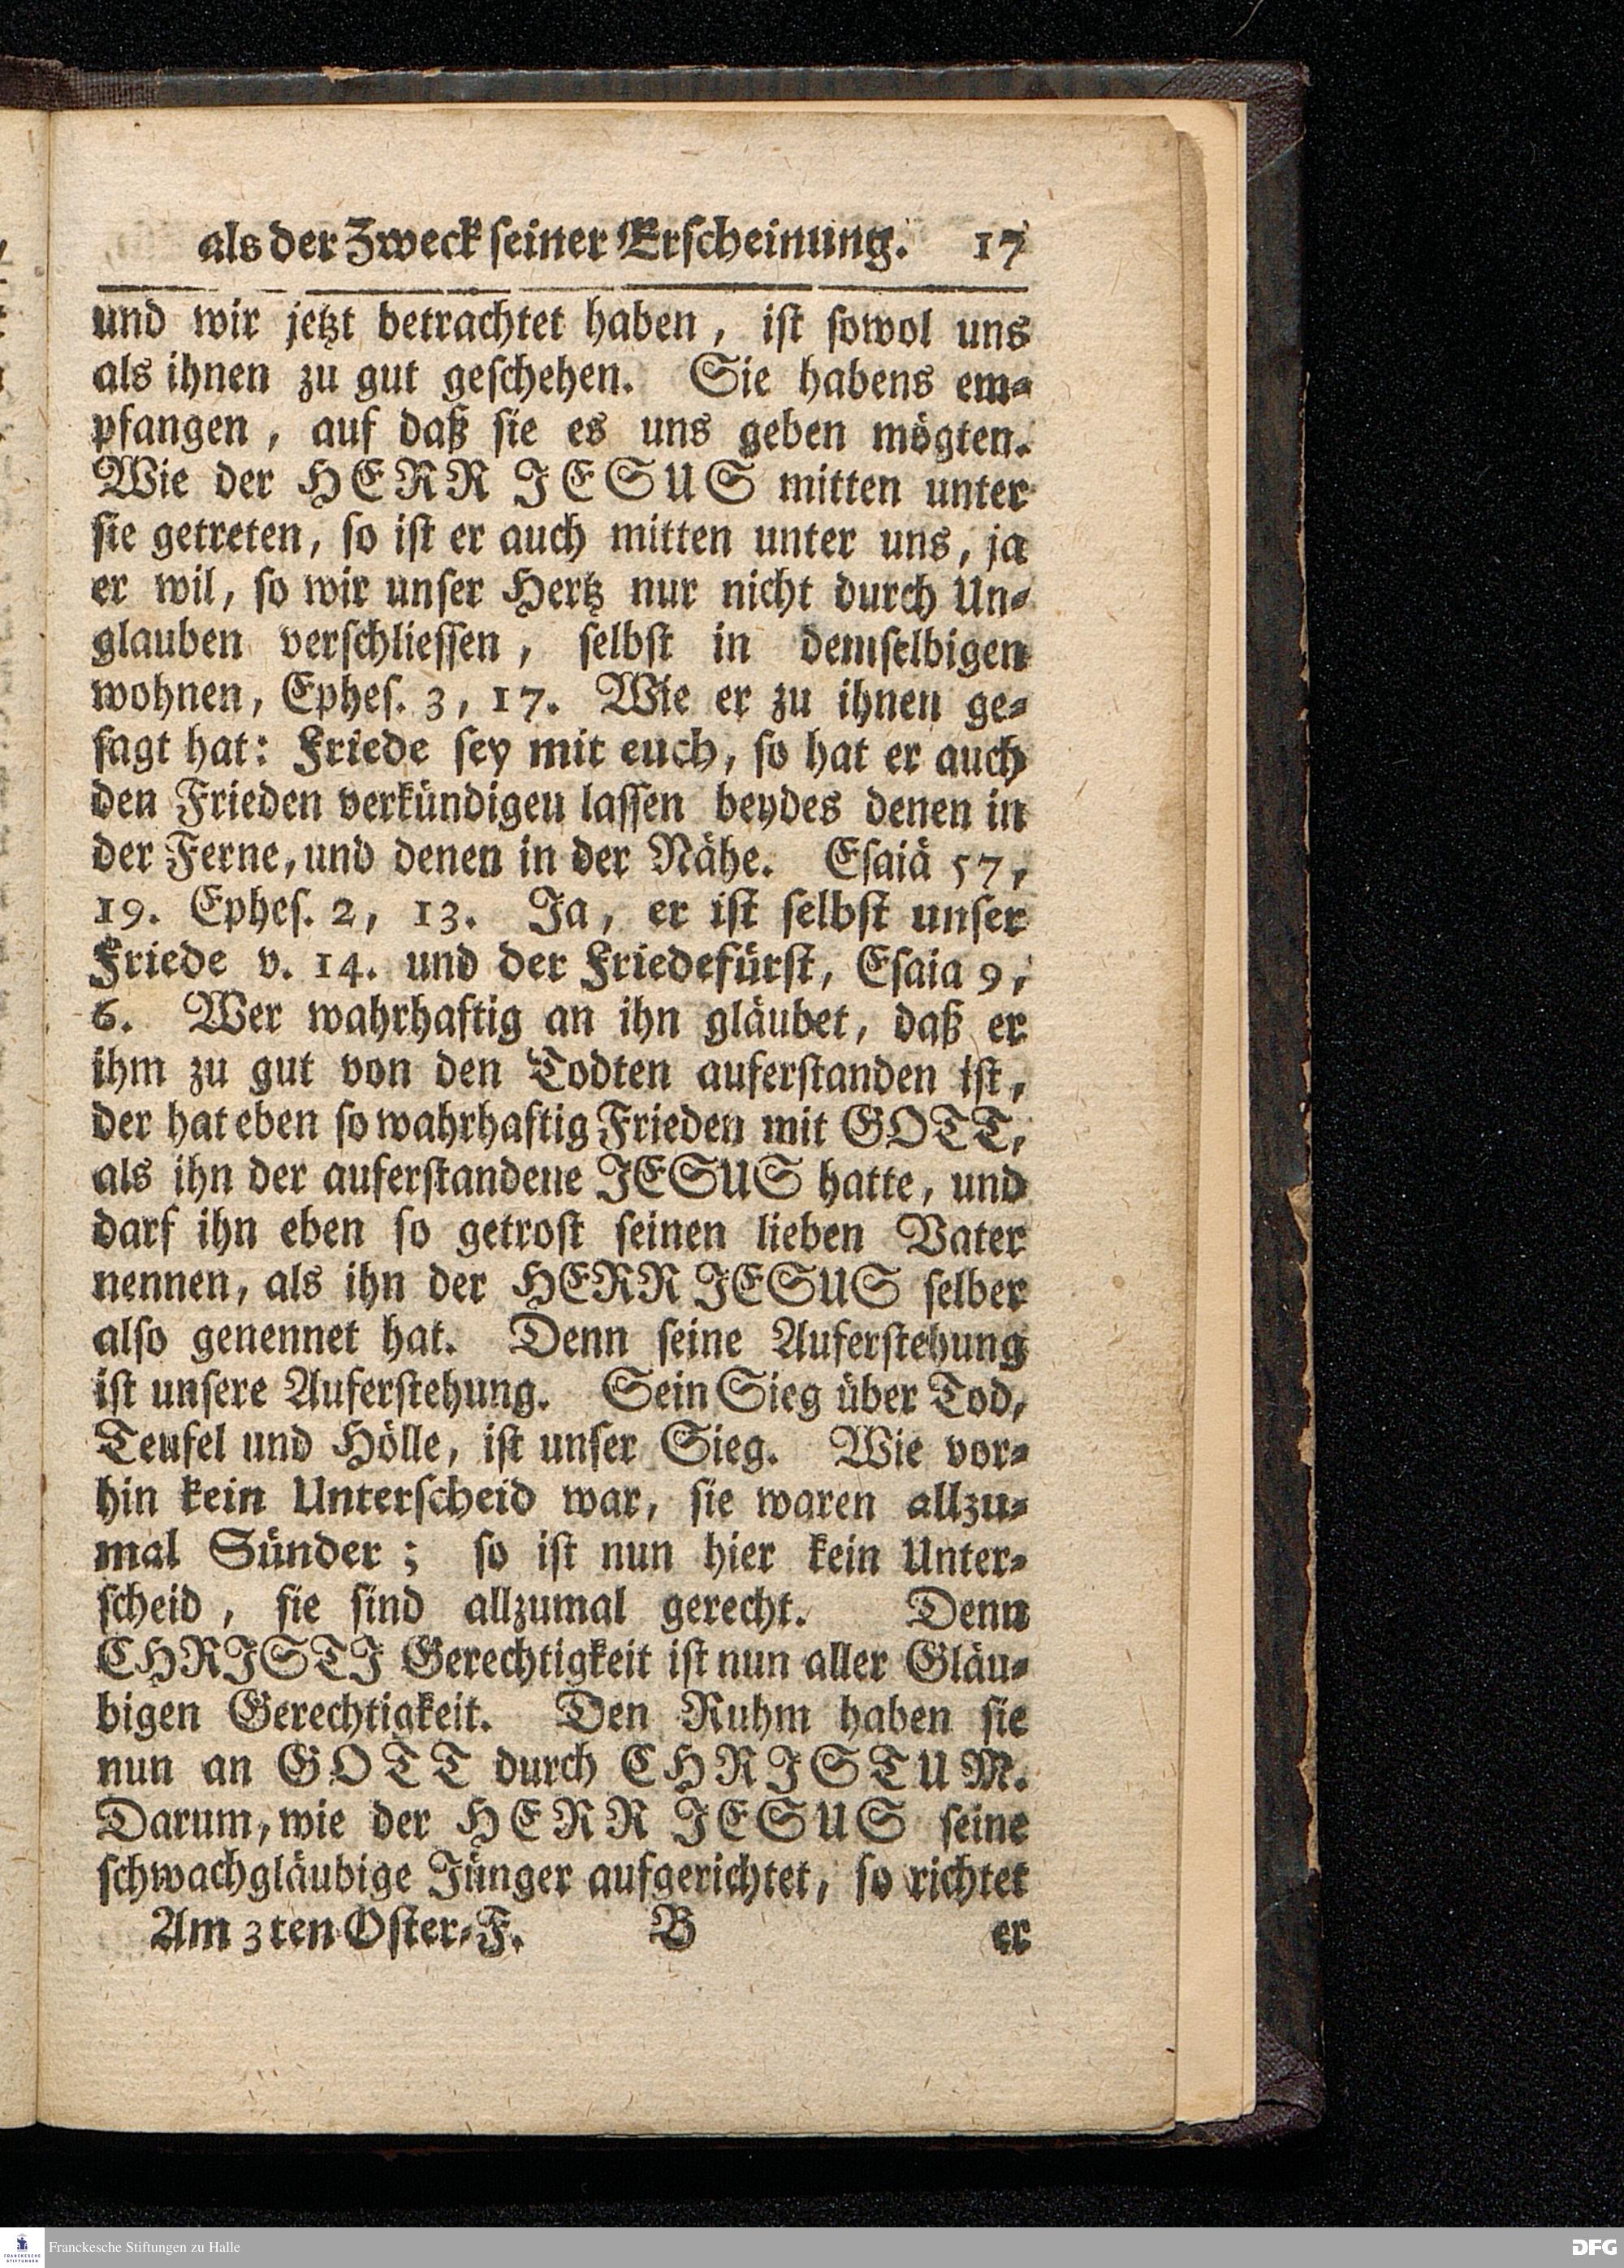 als der Zweck seiner Erscheinung. 17
und wir jetzt betrachtet haben, ist sowol uns
als ihnen zu gut geschehen. Sie habens em-
pfangen, auf daß sie es uns geben mögten.
Wie der HERR JESUS mitten unter
sie getreten, so ist er auch mitten unter uns, ja
er wil, so wir unser Hertz nur nicht durch Un-
glauben verschliessen, selbst in demselbigen
wohnen, Ephes. 3, 17. Wie er zu ihnen ge-
sagt hat: Friede sey mit euch, so hat er auch
den Frieden verkündigen lassen beydes denen in
der Ferne, und denen in der Nähe. Esaiä 57,
19. Ephes. 2, 13. Ja, er ist selbst unser
Friede v. 14. und der Friedefürst, Esaia 9,
6. Wer wahrhaftig an ihn gläubet, daß er
ihm zu gut von den Todten auferstanden ist,
der hat eben so wahrhaftig Frieden mit GOTT,
als ihn der auferstandene JESUS hatte, und
darf ihn eben so getrost seinen lieben Vater
nennen, als ihn der HERR JESUS selber
also genennet hat. Denn seine Auferstehung
ist unsere Auferstehung. Sein Sieg über Tod,
Teufel und Hölle, ist unser Sieg. Wie vor-
hin kein Unterscheid war, sie waren allzu-
mal Sünder; so ist nun hier kein Unter-
scheid, sie sind allzumal gerecht. Denn
CHRISTI Gerechtigkeit ist nun aller Gläu-
bigen Gerechtigkeit. Den Ruhm haben sie
nun an GOTT durch CHRISTUM.
Darum, wie der HERR JESUS seine
schwachgläubige Jünger aufgerichtet, so richtet
Am 3ten Oster-F. B er
FRANCKESCHE STIFTUNGEN
Franckesche Stiftungen zu Halle
DFG